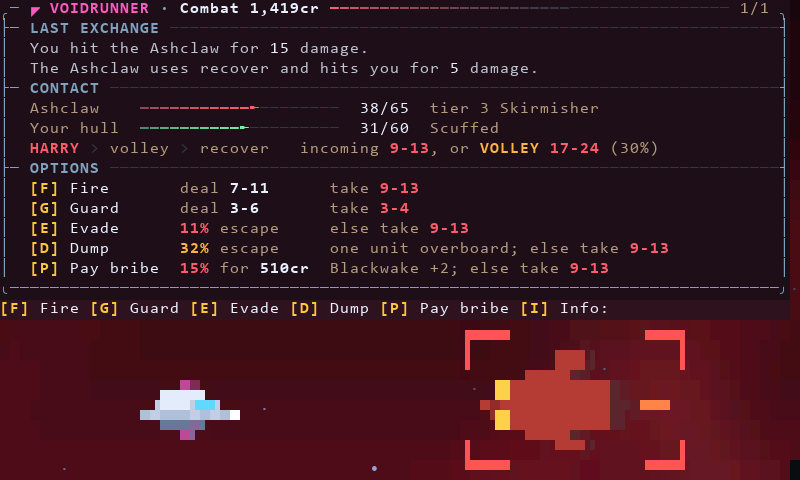 VOIDRUNNER · Combat 1,419cr 1/1
LAST EXCHANGE
You hit the Ashclaw for 15 damage.
The Ashclaw uses recover and hits you for 5 damage.
CONTACT
Ashclaw 38/65 tier 3 Skirmisher
Your hull 31/60 Scuffed
HARRY > volley > recover incoming 9-13, or VOLLEY 17-24 (30%)
OPTIONS
[F] Fire deal 7-11 take 9-13
[G] Guard deal 3-6 take 3-4
[E] Evade 11% escape else take 9-13
[D] Dump 32% escape one unit overboard; else take 9-13
[P] Pay bribe 15% for 510cr Blackwake +2; else take 9-13
[F] Fire [G] Guard [E] Evade [D] Dump [P] Pay bribe [I] Info: